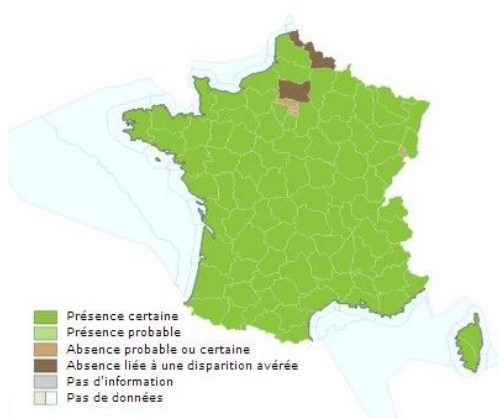 Présence certaine
Présence probable
Absence probable ou certaine
Absence liée à une disparition avérée
Pas d'information
Pas de données